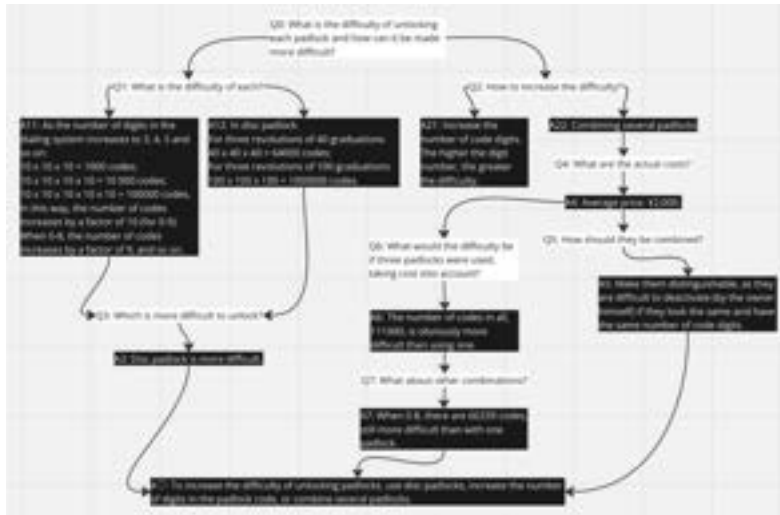 Q0: What is the difficulty of unlocking
each padlock and how can it be made
more difficult?
Q1: What is the difficulty of each?
Q2: How to increase the difficulty?
A11: As the number of digits in the
dialing system increases to 3, 4, 5 and
so on:
10 x 10 x 10 = 1000 codes;
10 x 10 x 10 x 10 = 10 000 codes;
10 x 10 x 10 x 10 x 10 = 100000 codes,
in this way, the number of codes
increases by a factor of 10 (for 0-9).
When 0-8, the number of codes
increases by a factor of 9, and so on.
A12: In disc padlock:
For three revolutions of 40 graduations:
40 x 40 x 40 = 64000 codes;
For three revolutions of 100 graduations:
100 x 100 x 100 = 1000000 codes.
A21: Increase the
number of code digits.
The higher the digit
number, the greater
the difficulty.
A22: Combining several padlocks
Q4: What are the actual costs?
Average price: ¥2,000.
Q5: How should they be combined?
Q6: What would the difficulty be
if three padlocks were used,
taking cost into account?
Make them distinguishable, as they
are difficult to deactivate (by the owner
himself) if they look the same and have
the same number of code digits.
Q3: Which is more difficult to unlock?
A3: Disc padlock is more difficult.
A6: The number of codes in all,
is obviously more
difficult than using one.
Q7: What about other combinations?
A7: When 0-8, there are codes,
still more difficult than with one
padlock.
To increase the difficulty of unlocking padlocks, use disc padlocks, increase the number
of digits in the padlock code, or combine several padlocks.